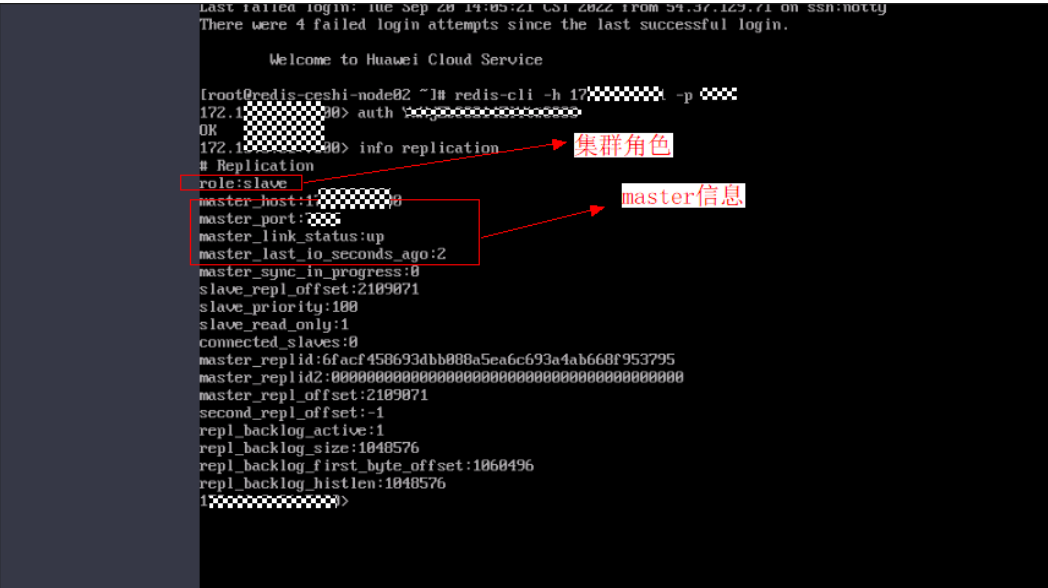 Last failed login: Tue Sep 20 14:05:21 CST 2022 from 54.37.129.71 on ssh:notty
There were 4 failed login attempts since the last successful login.
Welcome to Huawei Cloud Service
[root@redis-ceshi-node02 ~]# redis-cli -h 17 -p
172.1 00> auth
OK
172.1 00> info replication
集群角色
# Replication
role:slave
master_host:17 0
master信息
master_port:7
master_link_status:up
master_last_io_seconds_ago:2
master_sync_in_progress:0
slave_repl_offset:2109071
slave_priority:100
slave_read_only:1
connected_slaves:0
master_replid:6facf458693dbb088a5ea6c693a4ab668f953795
master_replid2:0000000000000000000000000000000000000000
master_repl_offset:2109071
second_repl_offset:-1
repl_backlog_active:1
repl_backlog_size:1048576
repl_backlog_first_byte_offset:1060496
repl_backlog_histlen:1048576
1 >